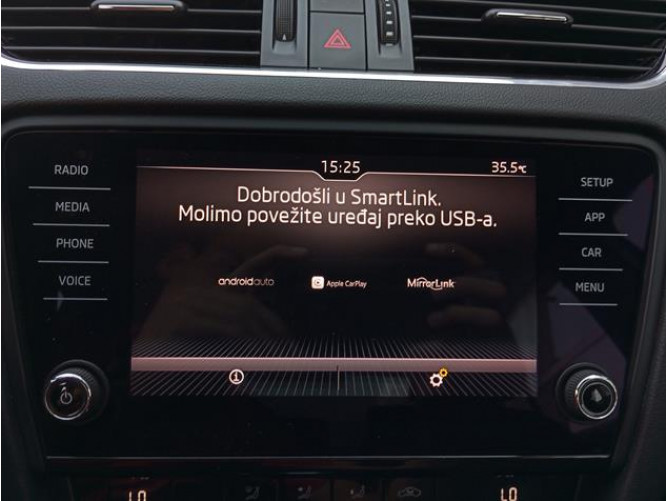 15:25 35.5°C
RADIO
MEDIA
PHONE
VOICE
SETUP
APP
CAR
MENU
Dobrodošli u SmartLink.
Molimo povežite uređaj preko USB-a.
androidauto Apple CarPlay MirrorLink
LO LO